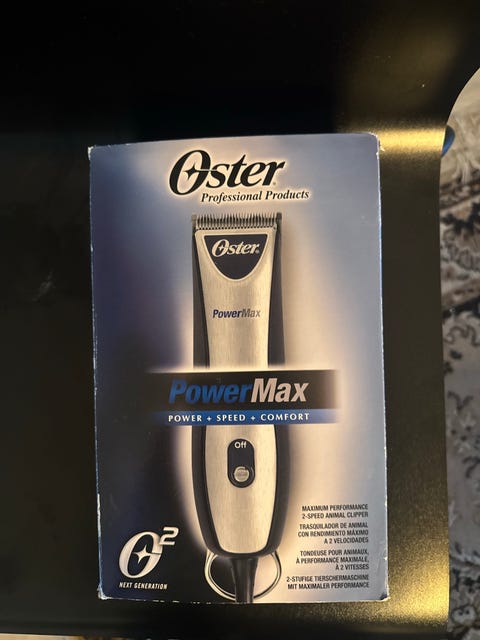 Oster®
Professional Products
Oster®
PowerMax
PowerMax
POWER + SPEED + COMFORT
Off
MAXIMUM PERFORMANCE
2-SPEED ANIMAL CLIPPER
TRASQUILADOR DE ANIMAL
CON RENDIMIENTO MÁXIMO
A 2 VELOCIDADES
TONDEUSE POUR ANIMAUX,
À PERFORMANCE MAXIMALE,
À 2 VITESSES
2-STUFIGE TIERSCHERMASCHINE
MIT MAXIMALER PERFORMANCE
O2
NEXT GENERATION